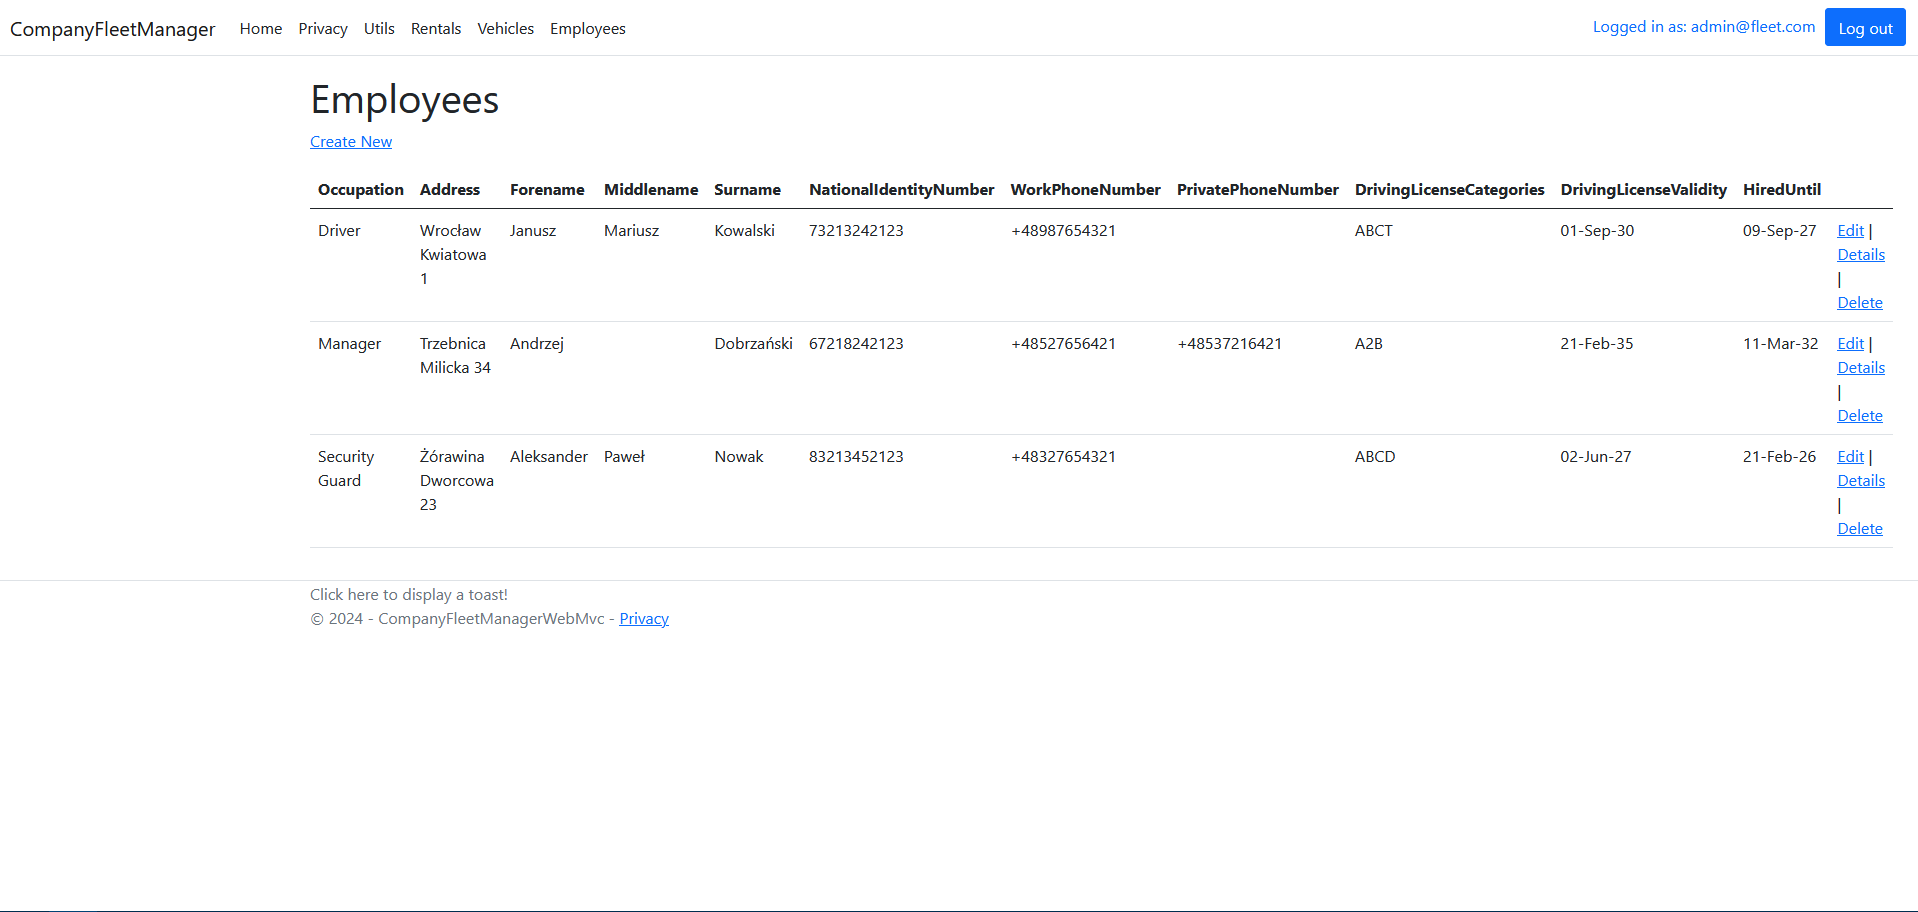 CompanyFleetManager Home Privacy Utils Rentals Vehicles Employees Logged in as: admin@fleet.com Log out
Employees
Create New
Occupation Address Forename Middlename Surname NationalIdentityNumber WorkPhoneNumber PrivatePhoneNumber DrivingLicenseCategories DrivingLicenseValidity HiredUntil
Driver Wrocław Janusz Mariusz Kowalski 73213242123 +48987654321 ABCT 01-Sep-30 09-Sep-27 Edit |
Kwiatowa Details
1 |
Delete
Manager Trzebnica Andrzej Dobrzański 67218242123 +48527656421 +48537216421 A2B 21-Feb-35 11-Mar-32 Edit |
Milicka 34 Details
|
Delete
Security Żórawina Aleksander Paweł Nowak 83213452123 +48327654321 ABCD 02-Jun-27 21-Feb-26 Edit |
Guard Dworcowa Details
23 |
Delete
Click here to display a toast!
© 2024 - CompanyFleetManagerWebMvc - Privacy